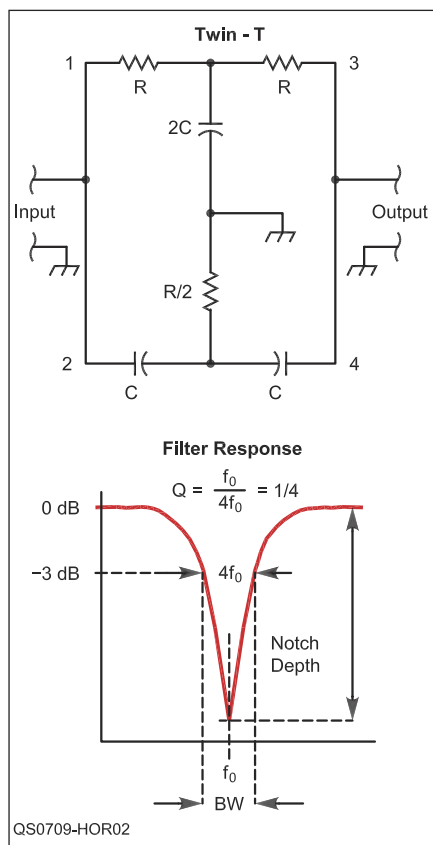 Twin - T
1
3
R
R
2C
Input
Output
R/2
2
4
C
C
Filter Response
Q = f0/4f0 = 1/4
0 dB
−3 dB
4f0
Notch
Depth
f0
BW
QS0709-HOR02